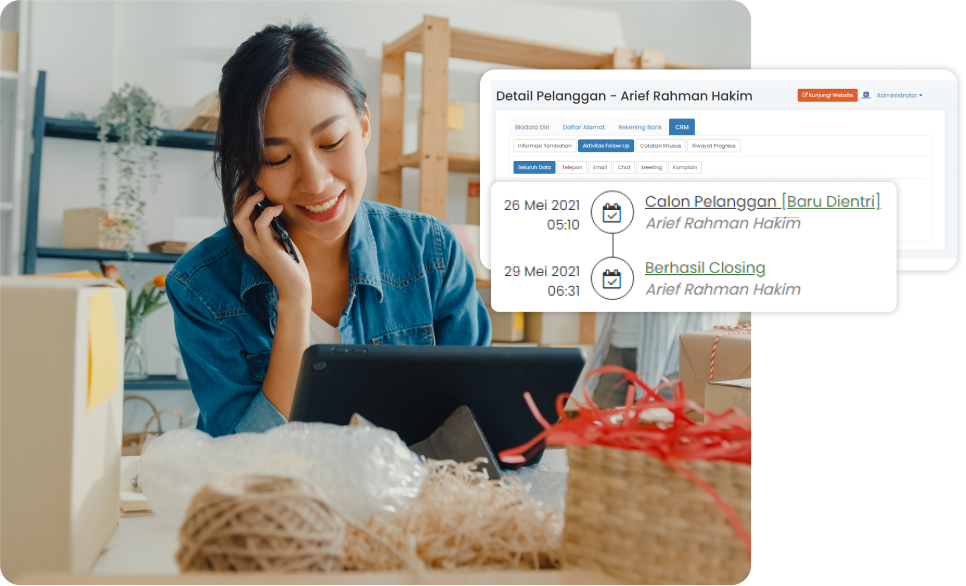 Detail Pelanggan - Arief Rahman Hakim
Kunjungi Website
Administrator
Biodata Diri
Daftar Alamat
Rekening Bank
CRM
Informasi Tambahan
Aktivitas Follow Up
Catatan Khusus
Riwayat Progress
Seluruh Data
Telepon
Email
Chat
Meeting
Komplain
26 Mei 2021
05:10
Calon Pelanggan [Baru Dientri]
Arief Rahman Hakim
29 Mei 2021
06:31
Berhasil Closing
Arief Rahman Hakim